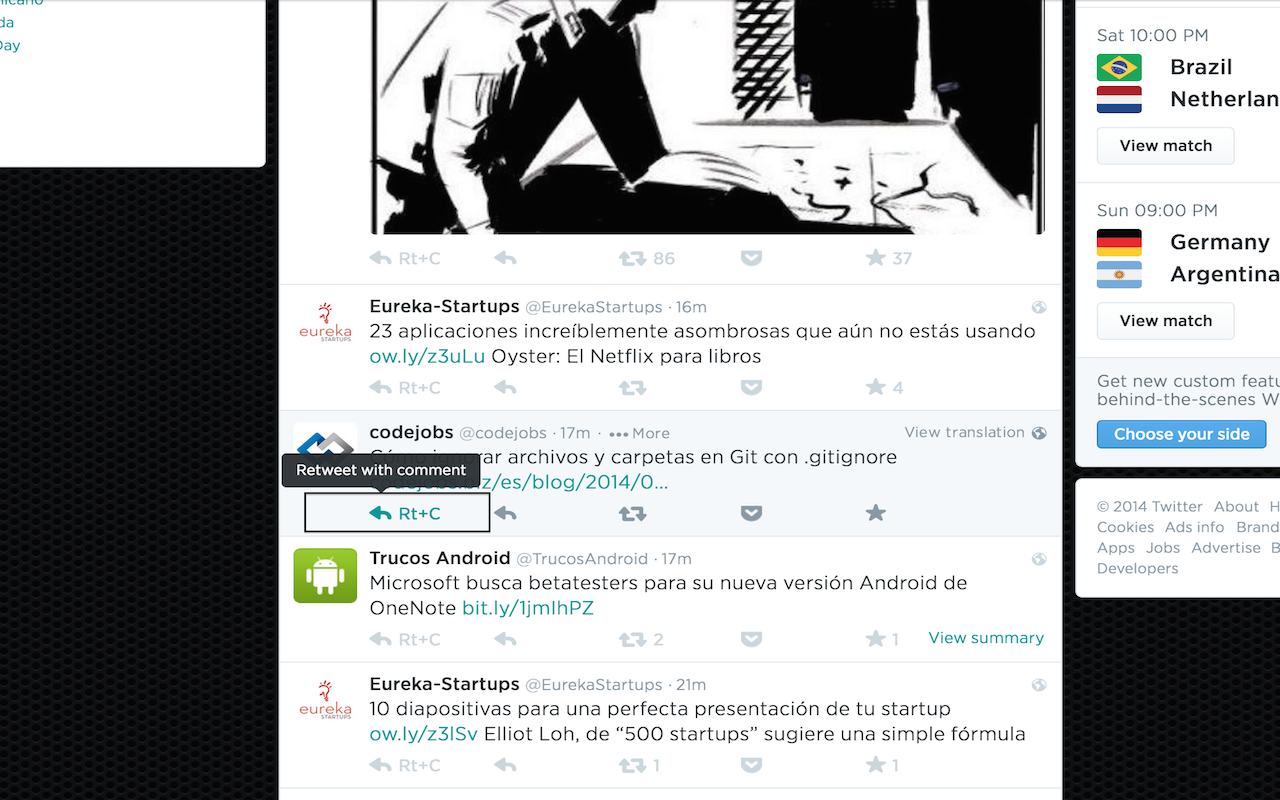 da
Day
Rt+C
86
37
Eureka-Startups @EurekaStartups · 16m
23 aplicaciones increíblemente asombrosas que aún no estás usando
ow.ly/z3uLu Oyster: El Netflix para libros
Rt+C
4
eureka
STARTUPS
codejobs @codejobs · 17m · ••• More
View translation
archivos y carpetas en Git con .gitignore
/es/blog/2014/0...
Retweet with comment
Rt+C
Trucos Android @TrucosAndroid · 17m
Microsoft busca betatesters para su nueva versión Android de
OneNote bit.ly/1jmIhPZ
Rt+C
2
1
View summary
Eureka-Startups @EurekaStartups · 21m
10 diapositivas para una perfecta presentación de tu startup
ow.ly/z3lSv Elliot Loh, de “500 startups” sugiere una simple fórmula
Rt+C
1
1
eureka
STARTUPS
Sat 10:00 PM
Brazil
Netherlan
View match
Sun 09:00 PM
Germany
Argentina
View match
Get new custom featu
behind-the-scenes W
Choose your side
© 2014 Twitter About H
Cookies Ads info Brand
Apps Jobs Advertise B
Developers